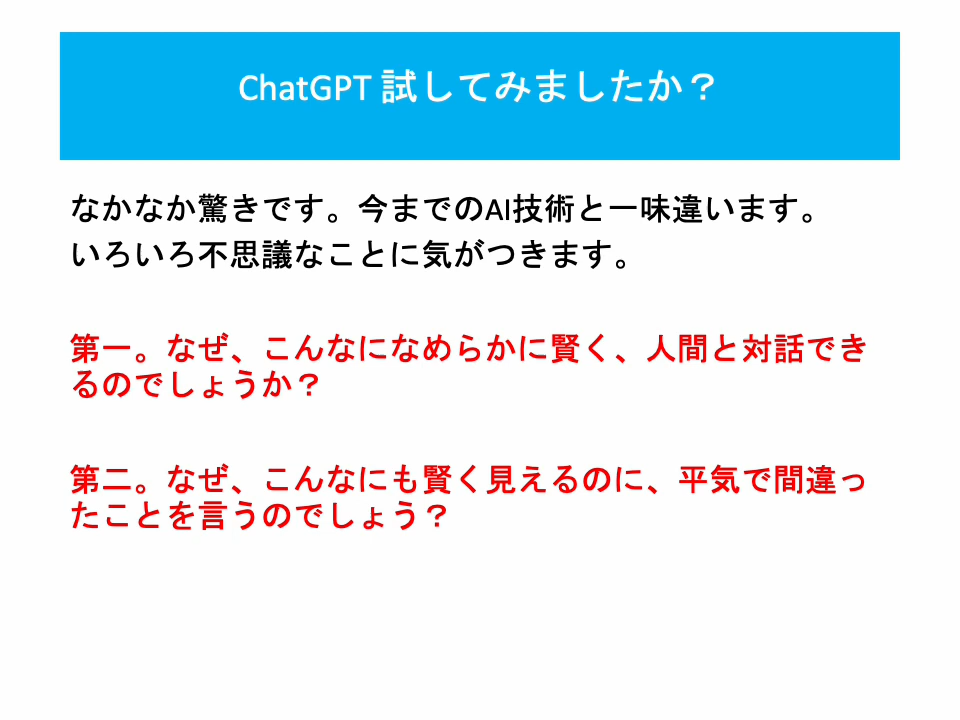 ChatGPT 試してみましたか？
なかなか驚きです。今までのAI技術と一味違います。
いろいろ不思議なことに気がつきます。
第一。なぜ、こんなになめらかに賢く、人間と対話でき
るのでしょうか？
第二。なぜ、こんなにも賢く見えるのに、平気で間違っ
たことを言うのでしょう？